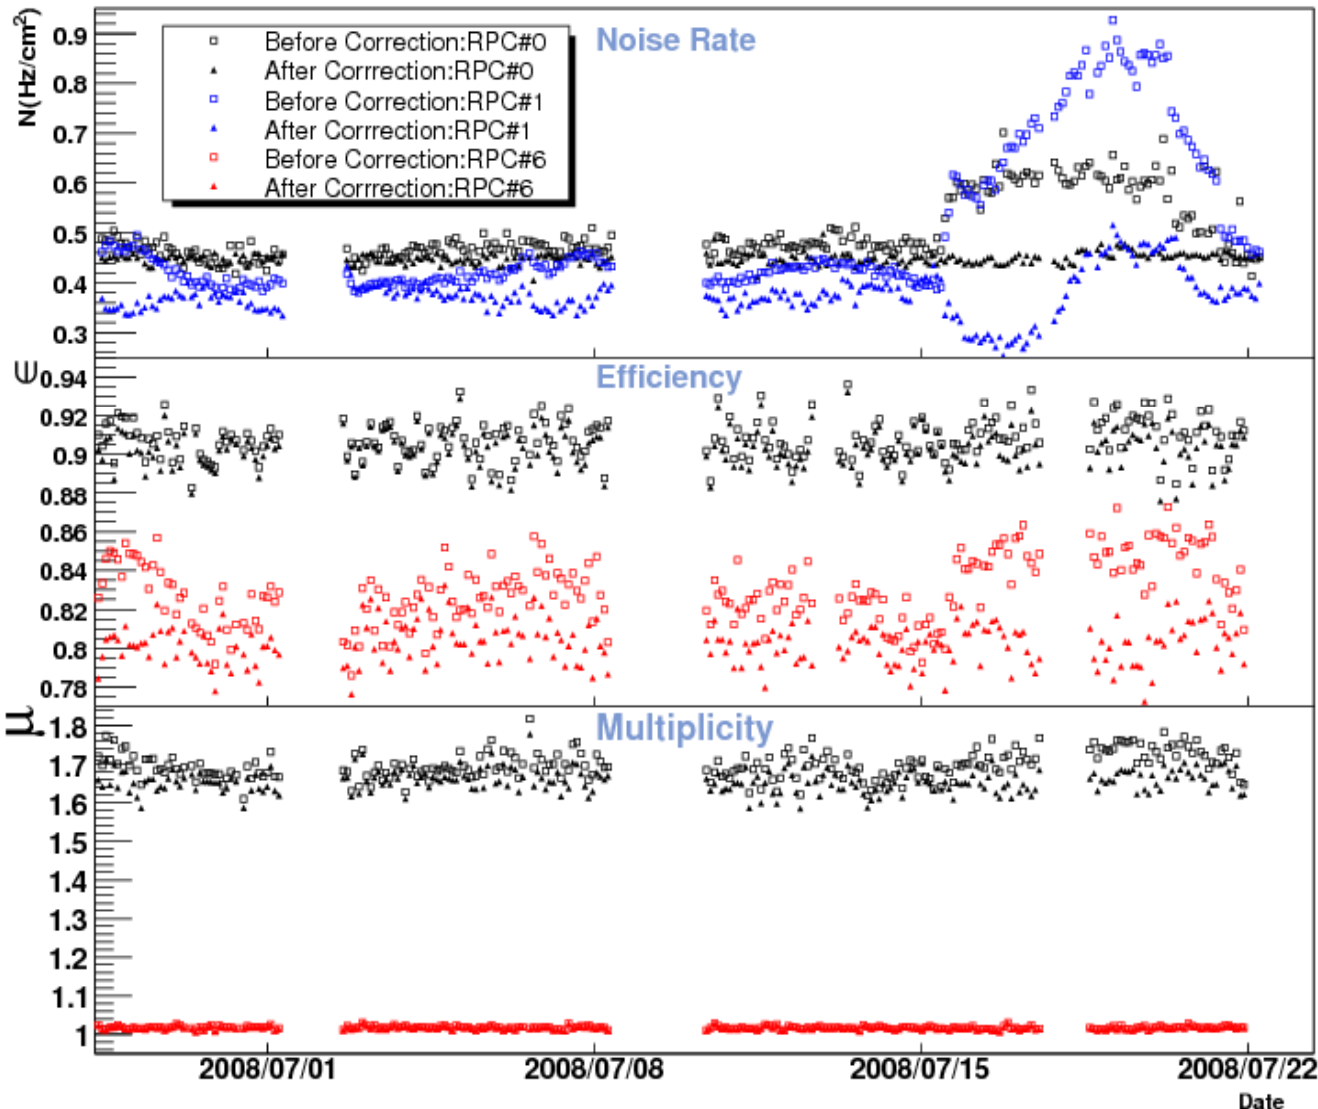 N(Hz/cm²)
0.9
0.8
0.7
0.6
0.5
0.4
0.3
Before Correction:RPC#0
After Corrrection:RPC#0
Before Correction:RPC#1
After Corrrection:RPC#1
Before Correction:RPC#6
After Corrrection:RPC#6
Noise Rate
ϵ
0.94
0.92
0.9
0.88
0.86
0.84
0.82
0.8
0.78
Efficiency
μ
1.8
1.7
1.6
1.5
1.4
1.3
1.2
1.1
1
Multiplicity
2008/07/01 2008/07/08 2008/07/15 2008/07/22
Date